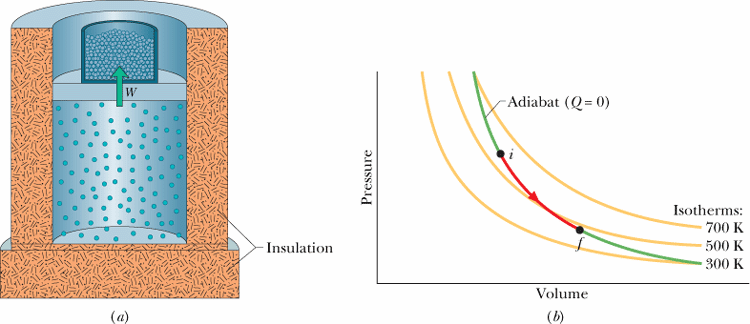 W
Insulation
(a)
Pressure
Adiabat (Q = 0)
i
f
Isotherms:
700 K
500 K
300 K
Volume
(b)